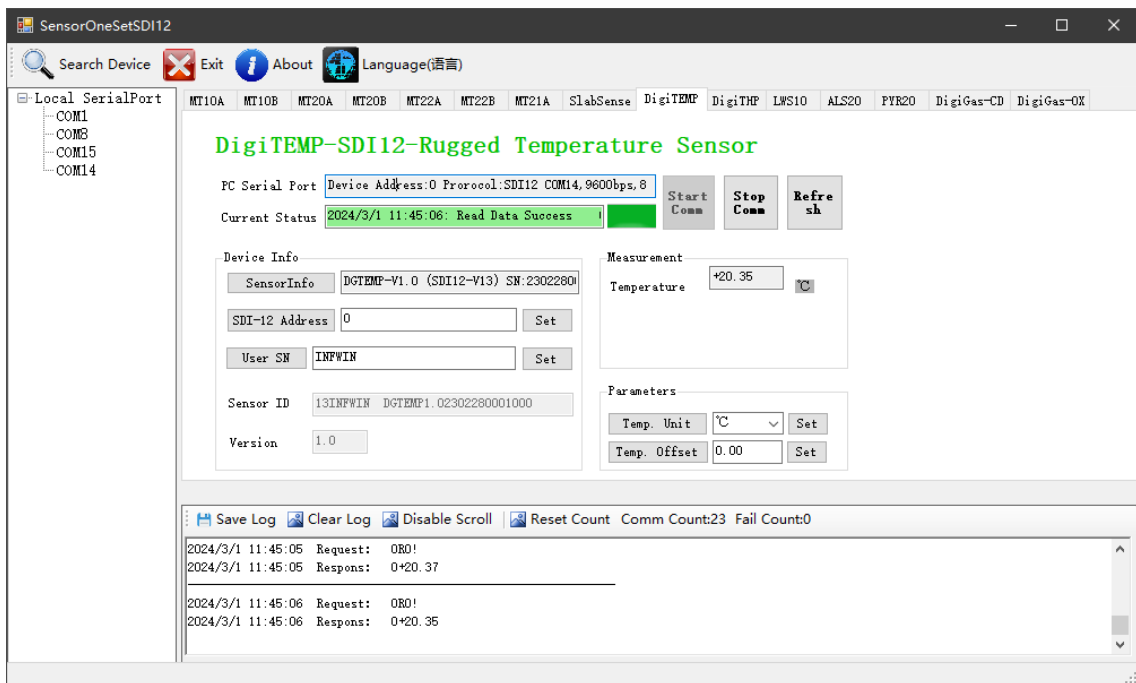 SensorOneSetSDI12
Search Device Exit About Language(语言)
Local SerialPort
COM1
COM8
COM15
COM14
MT10A MT10B MT20A MT20B MT22A MT22B MT21A SlabSense DigiTEMP DigiTHP LWS10 ALS20 PYR20 DigiGas-CD DigiGas-OX
DigiTEMP-SDI12-Rugged Temperature Sensor
PC Serial Port Device Address:0 Prorocol:SDI12 COM14,9600bps,8
Current Status 2024/3/1 11:45:06: Read Data Success
Start Comm
Stop Comm
Refresh
Device Info
SensorInfo DGTEMP-V1.0 (SDI12-V13) SN:2302280
SDI-12 Address 0 Set
User SN INFWIN Set
Sensor ID 13INFWIN DGTEMP1.02302280001000
Version 1.0
Measurement
Temperature +20.35 ℃
Parameters
Temp. Unit ℃ Set
Temp. Offset 0.00 Set
Save Log Clear Log Disable Scroll Reset Count Comm Count:23 Fail Count:0
2024/3/1 11:45:05 Request: 0R0!
2024/3/1 11:45:05 Respons: 0+20.37
2024/3/1 11:45:06 Request: 0R0!
2024/3/1 11:45:06 Respons: 0+20.35